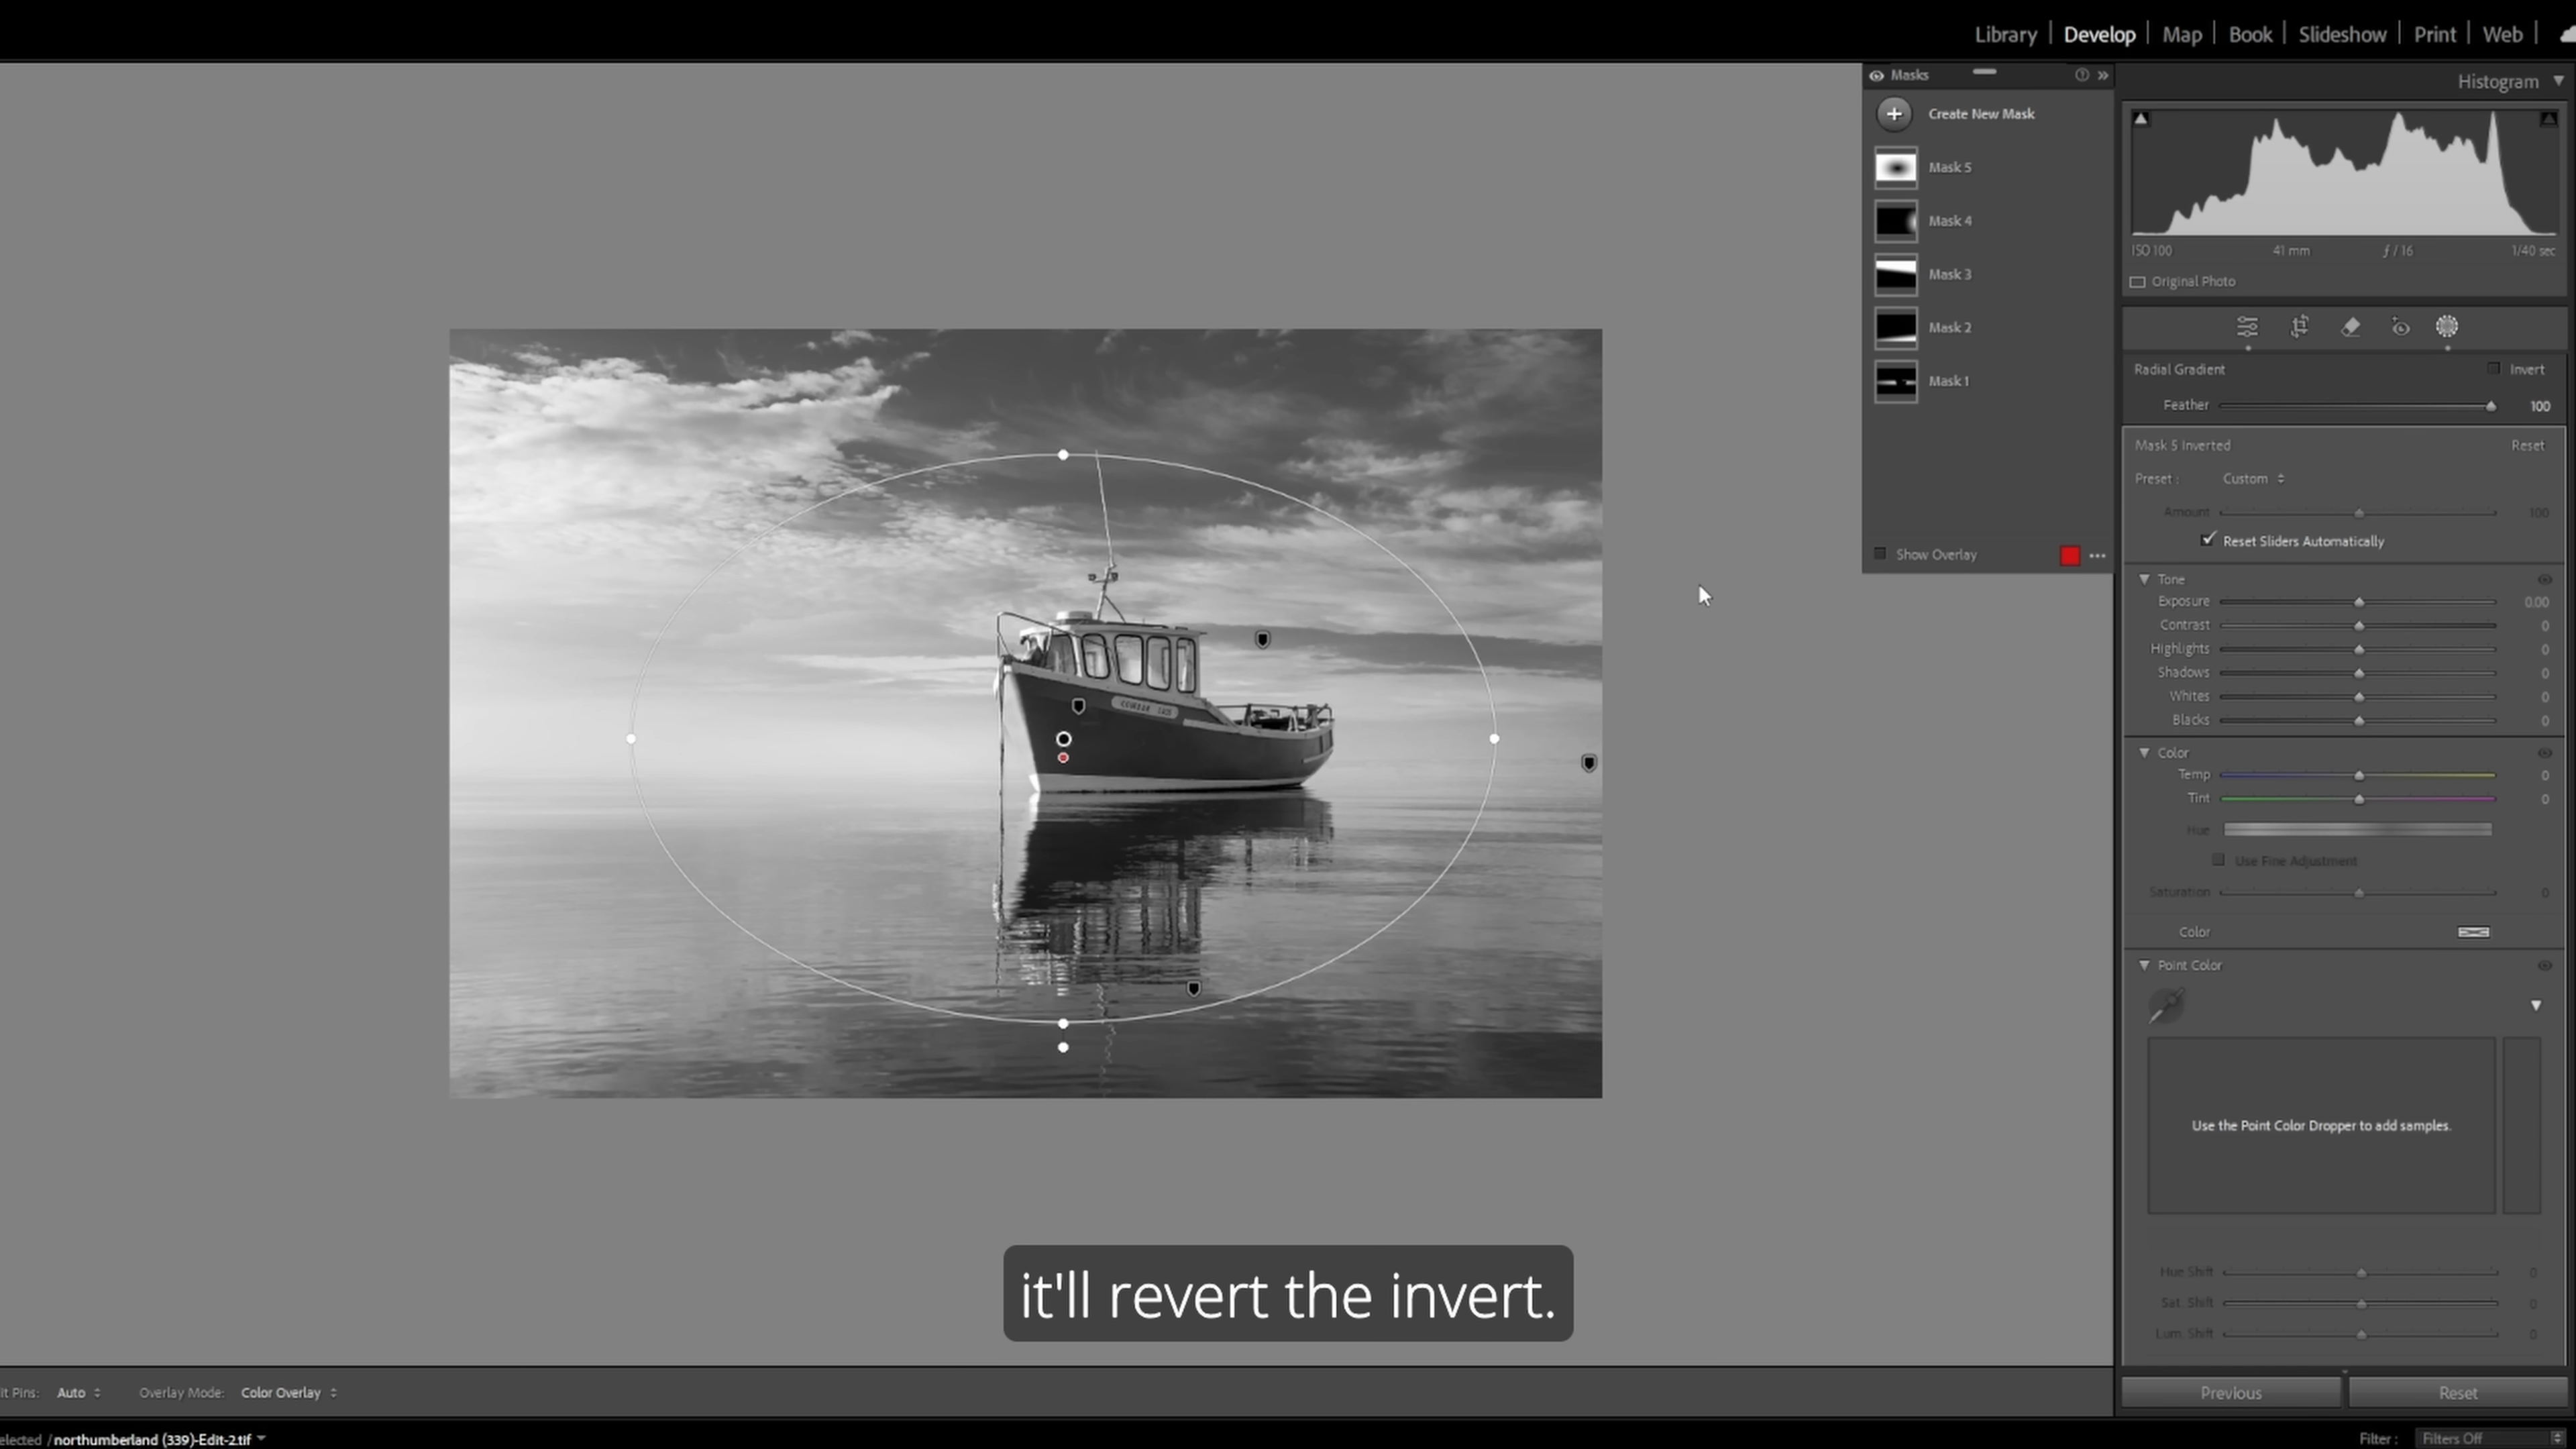 Library | Develop | Map | Book | Slideshow | Print | Web |
Masks
Create New Mask
Mask 5
Mask 4
Mask 3
Mask 2
Mask 1
Show Overlay
Histogram
ISO 100 41 mm ƒ / 16 1/40 sec
Original Photo
Radial Gradient Invert
Feather 100
Mask 5 Inverted Reset
Preset : Custom
Amount 100
Reset Sliders Automatically
Tone
Exposure 0.00
Contrast 0
Highlights 0
Shadows 0
Whites 0
Blacks 0
Color
Temp 0
Tint 0
Hue
Use Fine Adjustment
Saturation 0
Color
Point Color
Use the Point Color Dropper to add samples.
Hue Shift 0
Sat. Shift 0
Lum. Shift 0
Previous Reset
it'll revert the invert.
it Pins: Auto Overlay Mode: Color Overlay
elected / northumberland (339)-Edit-2.tif
Filter : Filters Off